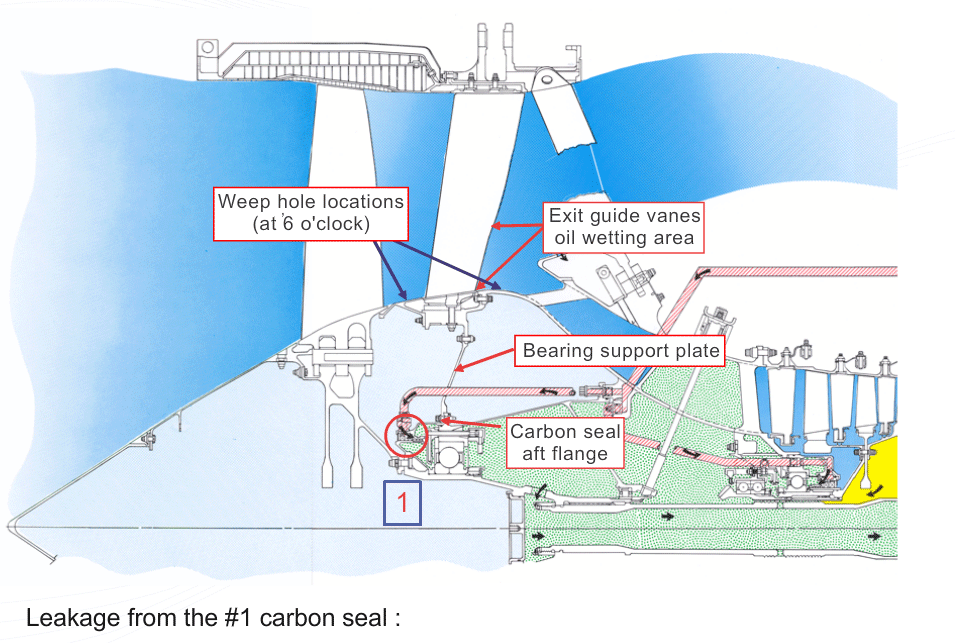 Weep hole locations
(at 6 o'clock)
Exit guide vanes
oil wetting area
Bearing support plate
Carbon seal
aft flange
1
Leakage from the #1 carbon seal :